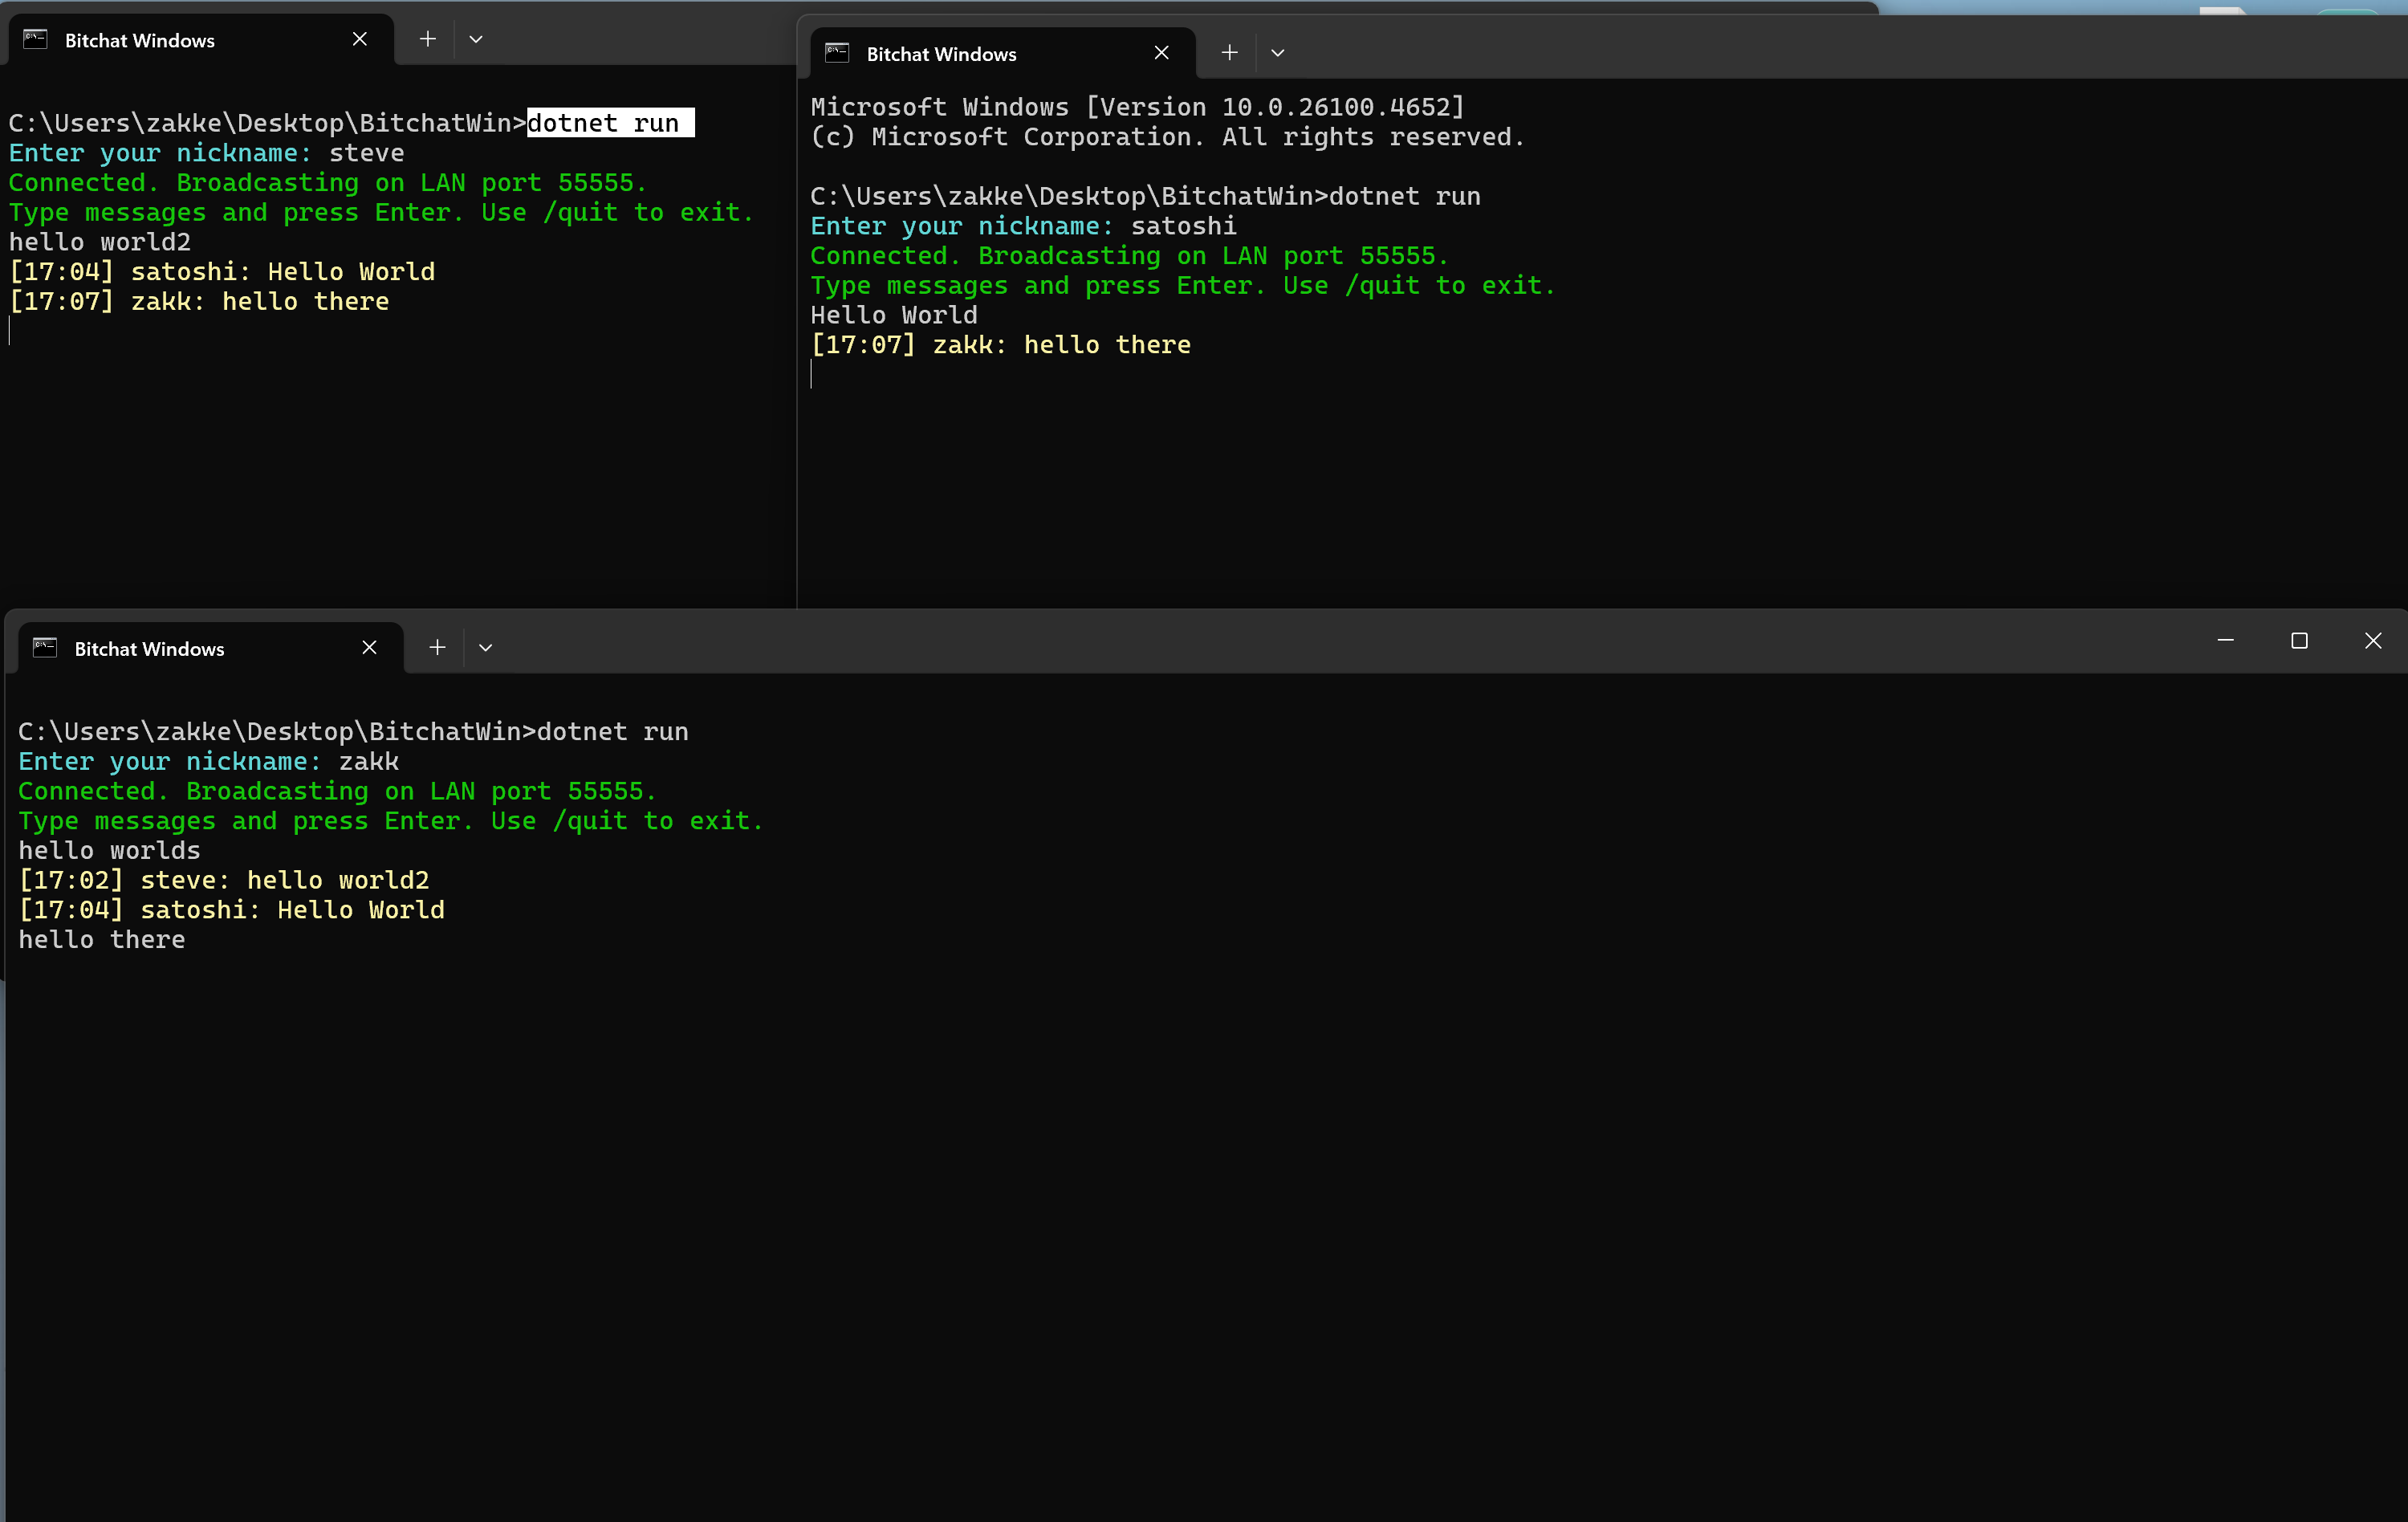 Bitchat Windows
C:\Users\zakke\Desktop\BitchatWin>dotnet run
Enter your nickname: steve
Connected. Broadcasting on LAN port 55555.
Type messages and press Enter. Use /quit to exit.
hello world2
[17:04] satoshi: Hello World
[17:07] zakk: hello there
Bitchat Windows
Microsoft Windows [Version 10.0.26100.4652]
(c) Microsoft Corporation. All rights reserved.
C:\Users\zakke\Desktop\BitchatWin>dotnet run
Enter your nickname: satoshi
Connected. Broadcasting on LAN port 55555.
Type messages and press Enter. Use /quit to exit.
Hello World
[17:07] zakk: hello there
Bitchat Windows
C:\Users\zakke\Desktop\BitchatWin>dotnet run
Enter your nickname: zakk
Connected. Broadcasting on LAN port 55555.
Type messages and press Enter. Use /quit to exit.
hello worlds
[17:02] steve: hello world2
[17:04] satoshi: Hello World
hello there